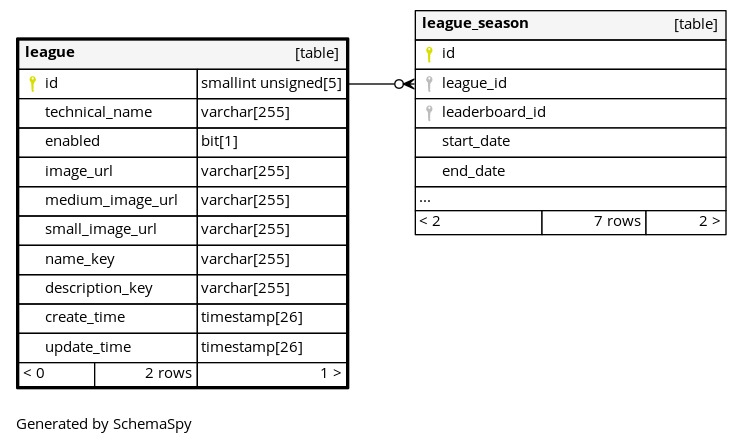 league [table]
id smallint unsigned[5]
technical_name varchar[255]
enabled bit[1]
image_url varchar[255]
medium_image_url varchar[255]
small_image_url varchar[255]
name_key varchar[255]
description_key varchar[255]
create_time timestamp[26]
update_time timestamp[26]
< 0 2 rows 1 >
league_season [table]
id
league_id
leaderboard_id
start_date
end_date
...
< 2 7 rows 2 >
Generated by SchemaSpy